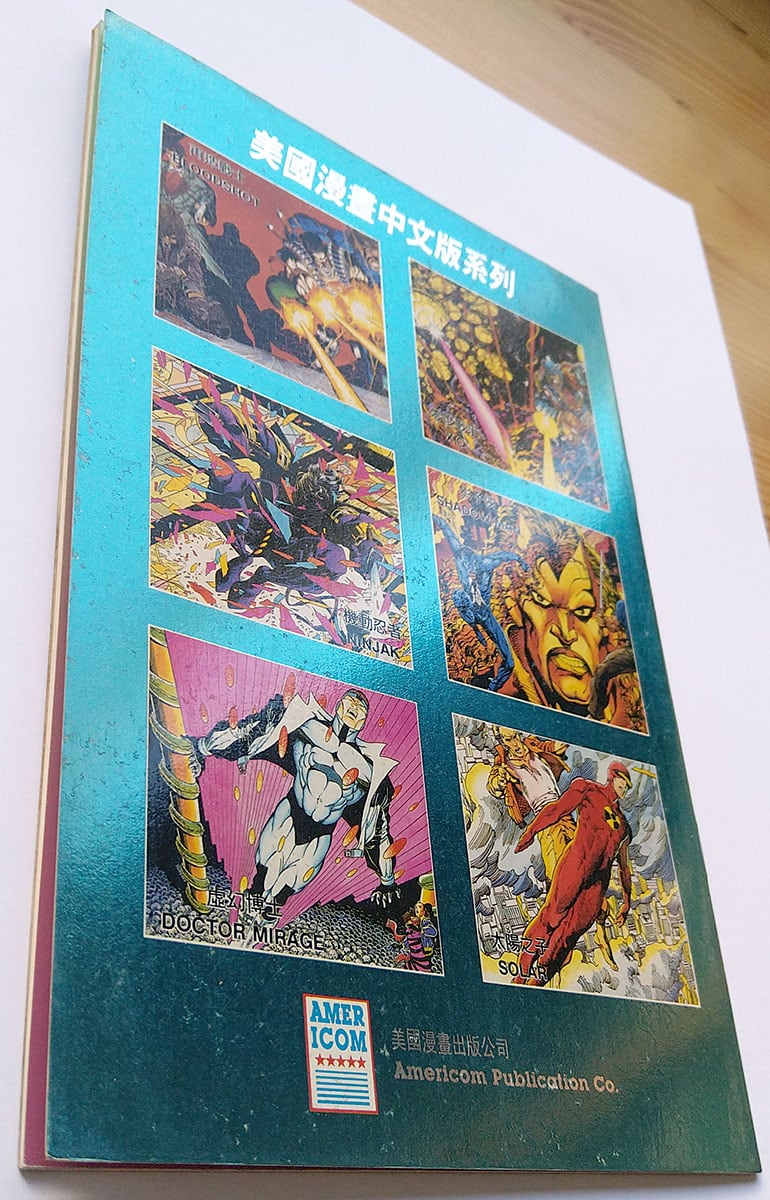 美國漫畫中文版系列
BLOODSHOT
機動忍者
NINJAK
虛幻博士
DOCTOR MIRAGE
太陽之子
SOLAR
AMER
ICOM
美國漫畫出版公司
Americom Publication Co.